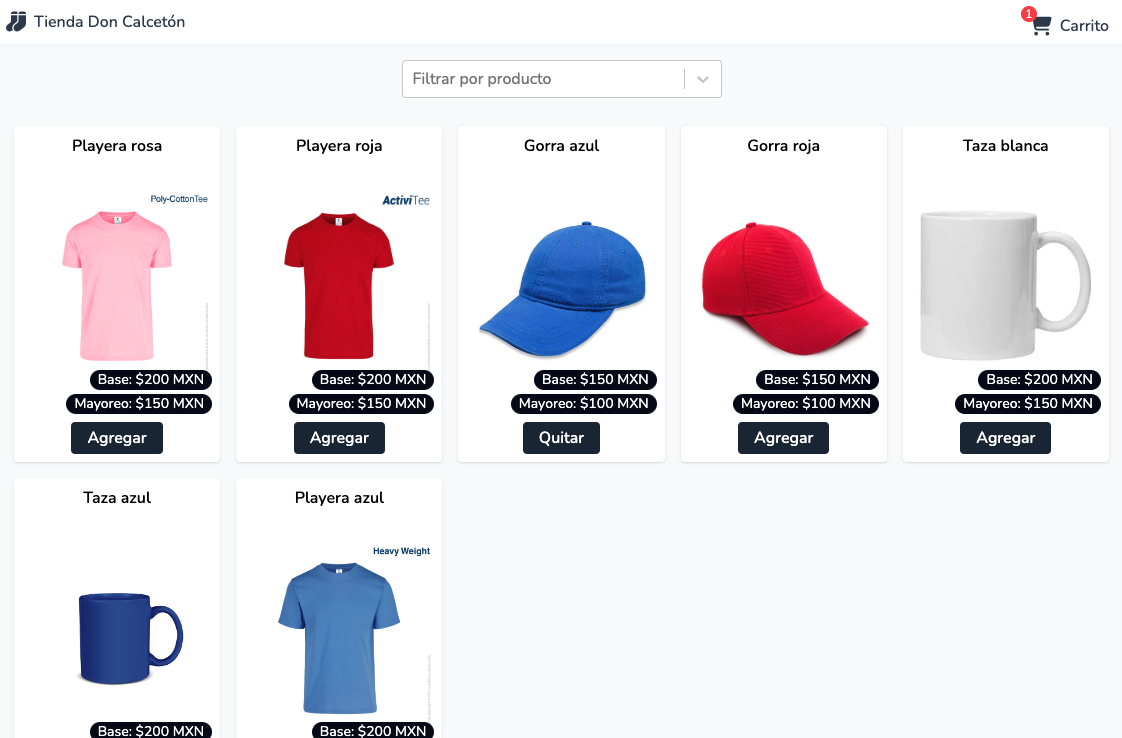 Tienda Don Calcetón
1
Carrito
Filtrar por producto
Playera rosa
Poly-CottonTee
Base: $200 MXN
Mayoreo: $150 MXN
Agregar
Playera roja
ActiviTee
Base: $200 MXN
Mayoreo: $150 MXN
Agregar
Gorra azul
Base: $150 MXN
Mayoreo: $100 MXN
Quitar
Gorra roja
Base: $150 MXN
Mayoreo: $100 MXN
Agregar
Taza blanca
Base: $200 MXN
Mayoreo: $150 MXN
Agregar
Taza azul
Base: $200 MXN
Playera azul
Heavy Weight
Base: $200 MXN